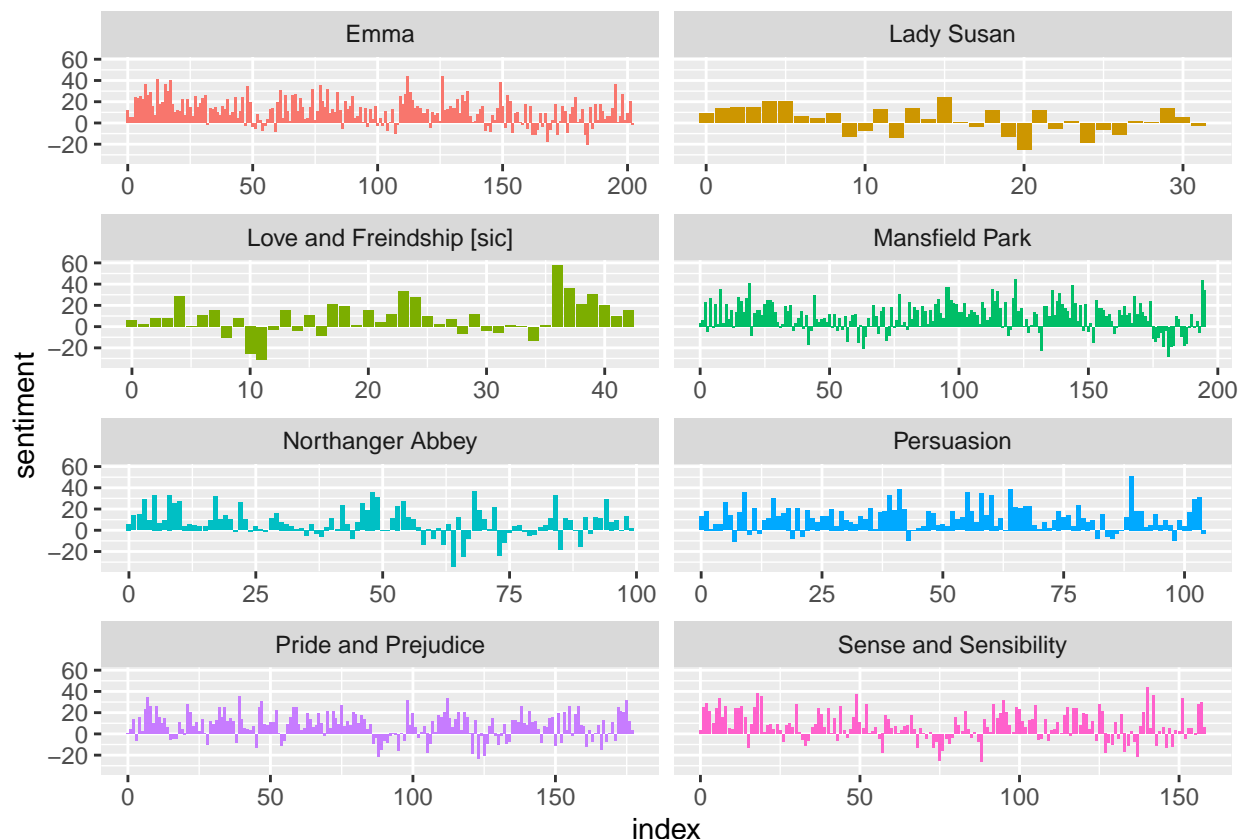 Emma
Lady Susan
60
40
20
0
−20
0 50 100 150 200
0 10 20 30
Love and Freindship [sic]
Mansfield Park
60
40
20
0
−20
0 10 20 30 40
0 50 100 150 200
Northanger Abbey
Persuasion
60
40
20
0
−20
0 25 50 75 100
0 25 50 75 100
Pride and Prejudice
Sense and Sensibility
60
40
20
0
−20
0 50 100 150
0 50 100 150
sentiment
index